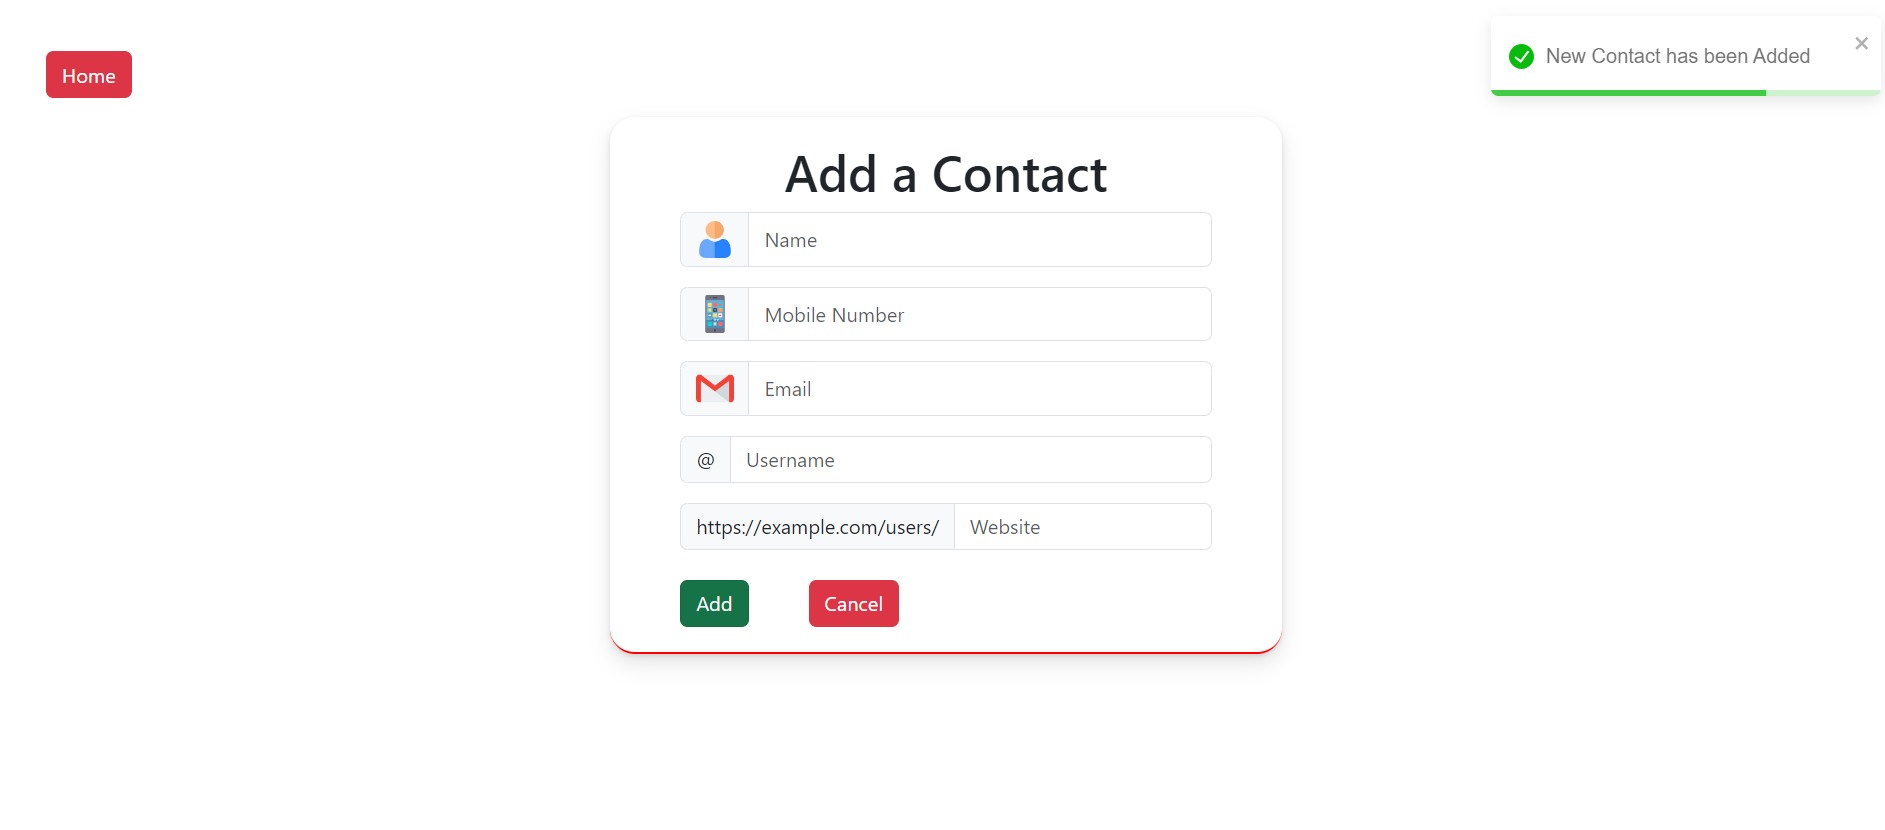 Home
New Contact has been Added
Add a Contact
Name
Mobile Number
Email
@ Username
https://example.com/users/ Website
Add Cancel